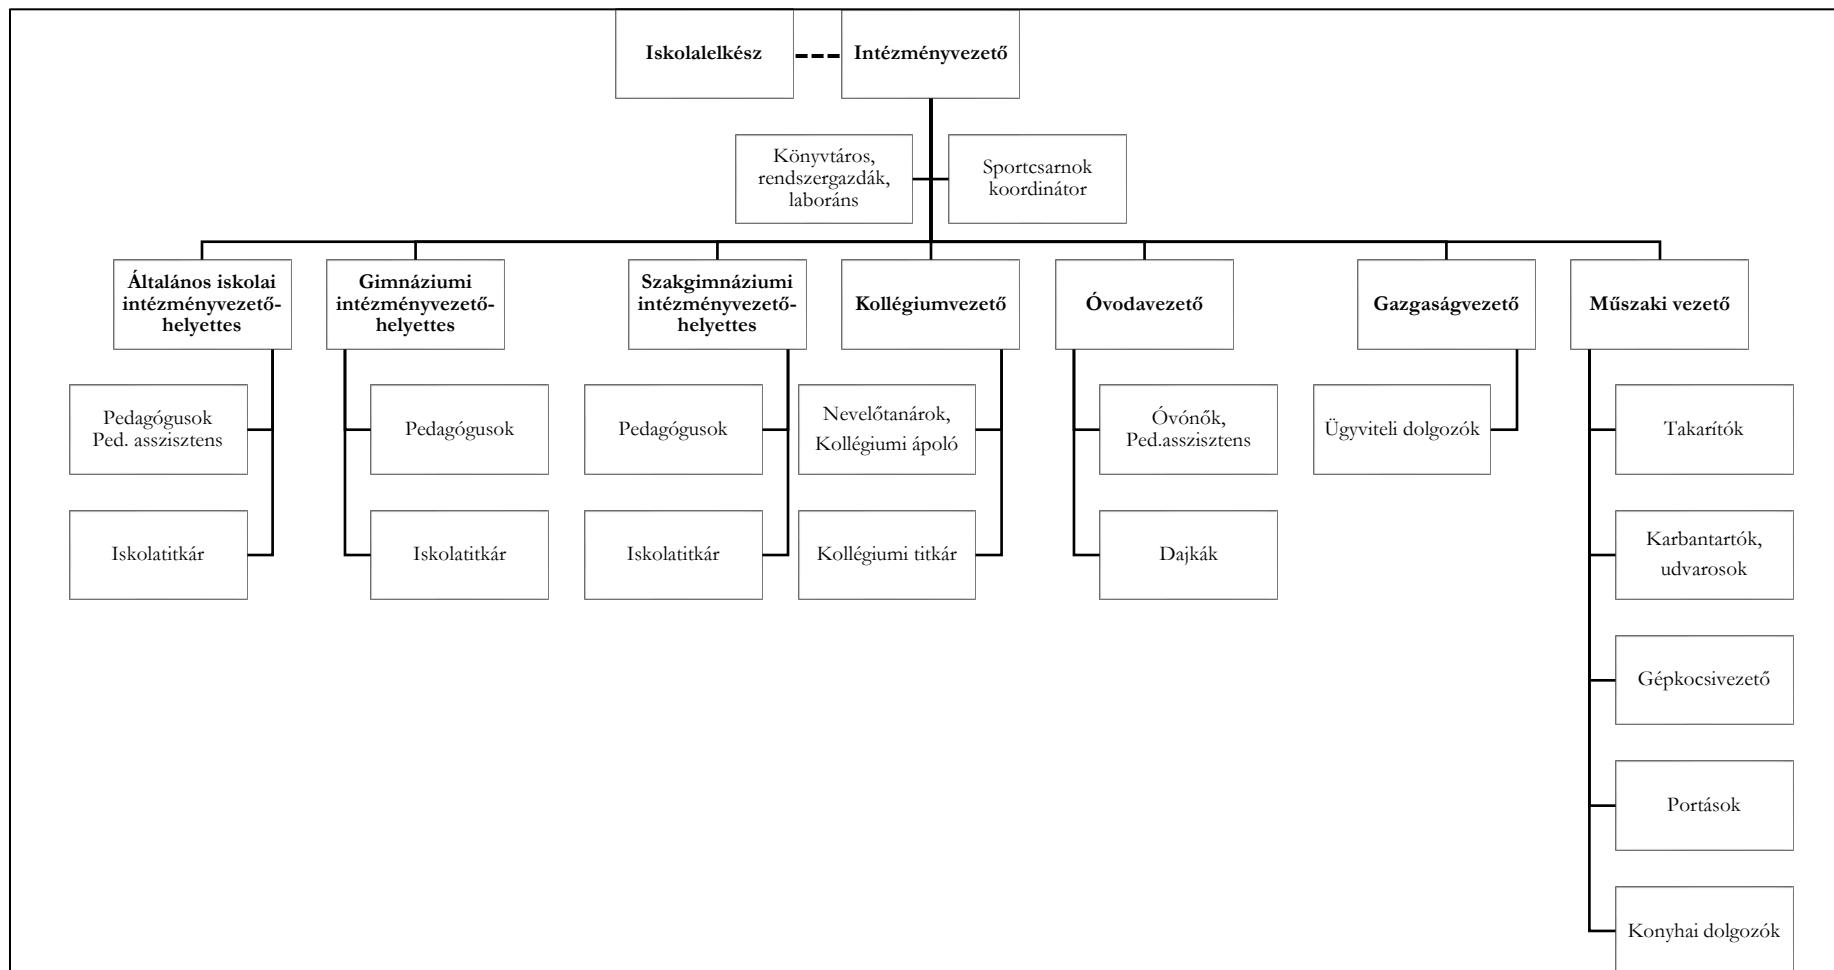 Iskolalelkész
Intézményvezető
Könyvtáros,
rendszergazdák,
laboráns
Sportcsarnok
koordinátor
Általános iskolai
intézményvezető-
helyettes
Gimnáziumi
intézményvezető-
helyettes
Szakgimnáziumi
intézményvezető-
helyettes
Kollégiumvezető
Óvodavezető
Gazgaságvezető
Műszaki vezető
Pedagógusok
Ped. asszisztens
Pedagógusok
Pedagógusok
Nevelőtanárok,
Kollégiumi ápoló
Óvónők,
Ped.asszisztens
Ügyviteli dolgozók
Takarítók
Iskolatitkár
Iskolatitkár
Iskolatitkár
Kollégiumi titkár
Dajkák
Karbantartók,
udvarosok
Gépkocsivezető
Portások
Konyhai dolgozók